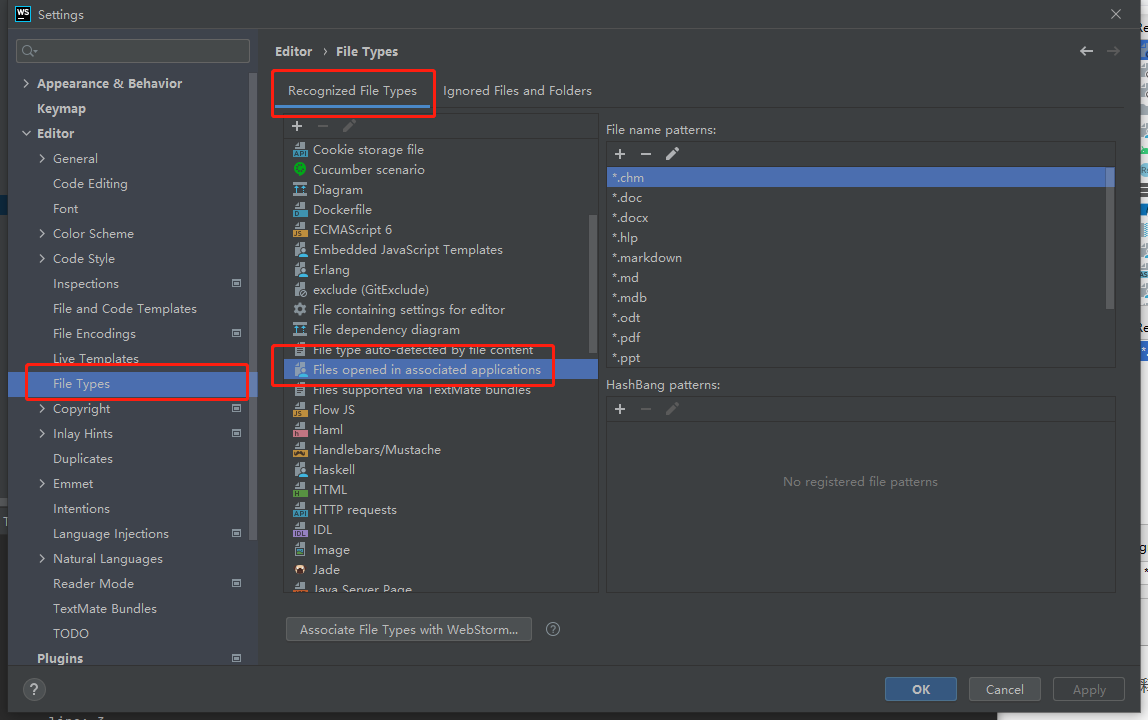 WS
Settings
Appearance & Behavior
Keymap
Editor
General
Code Editing
Font
Color Scheme
Code Style
Inspections
File and Code Templates
File Encodings
Live Templates
File Types
Copyright
Inlay Hints
Duplicates
Emmet
Intentions
Language Injections
Natural Languages
Reader Mode
TextMate Bundles
TODO
Plugins
Editor › File Types
Recognized File Types
Ignored Files and Folders
Cookie storage file
Cucumber scenario
Diagram
Dockerfile
ECMAScript 6
Embedded JavaScript Templates
Erlang
exclude (GitExclude)
File containing settings for editor
File dependency diagram
File type auto-detected by file content
Files opened in associated applications
Files supported via TextMate bundles
Flow JS
Haml
Handlebars/Mustache
Haskell
HTML
HTTP requests
IDL
Image
Jade
Java Server Page
File name patterns:
*.chm
*.doc
*.docx
*.hlp
*.markdown
*.md
*.mdb
*.odt
*.pdf
*.ppt
HashBang patterns:
No registered file patterns
Associate File Types with WebStorm...
?
?
OK
Cancel
Apply